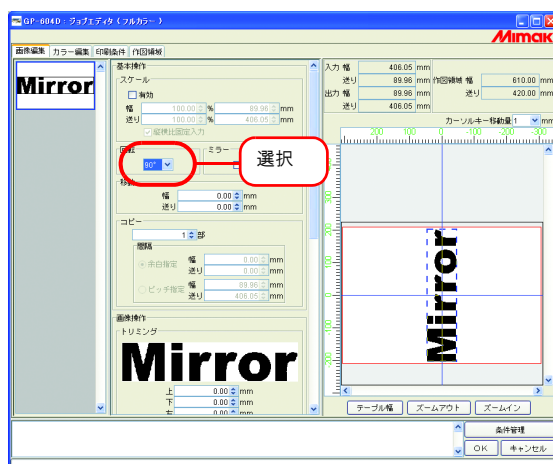 GP-604D : ジョブエディタ ( フルカラー )
Mimaki
画像編集 カラー編集 印刷条件 作図領域
Mirror
基本操作
スケール
有効
幅 100.00 % 89.96 mm
送り 100.00 % 406.05 mm
縦横比固定入力
回転
90°
ミラー
選択
移動
幅 0.00 mm
送り 0.00 mm
コピー
1 部
間隔
余白指定 幅 0.00 mm
送り 0.00 mm
ピッチ指定 幅 89.96 mm
送り 406.05 mm
画像操作
トリミング
Mirror
上 0.00 mm
下 0.00 mm
右 0.00 mm
入力 幅 406.05 mm
送り 89.96 mm
作図領域 幅 610.00 mm
出力 幅 89.96 mm
送り 420.00 mm
送り 406.05 mm
カーソルキー移動量 1 mm
200 100 0 -100 -200 -300
Mirror
テーブル幅 ズームアウト ズームイン
条件管理
OK キャンセル